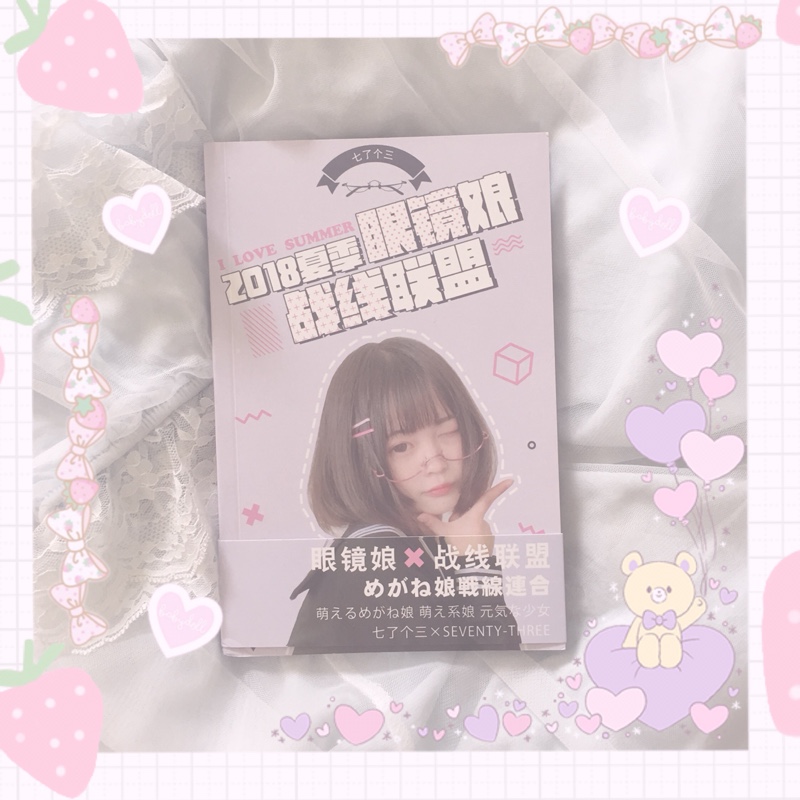 七了个三
I LOVE SUMMER
眼镜娘
2018夏季
战线联盟
眼镜娘✖战线联盟
めがね娘戦線連合
萌えるめがね娘 萌え系娘 元気な少女
七了个三×SEVENTY-THREE